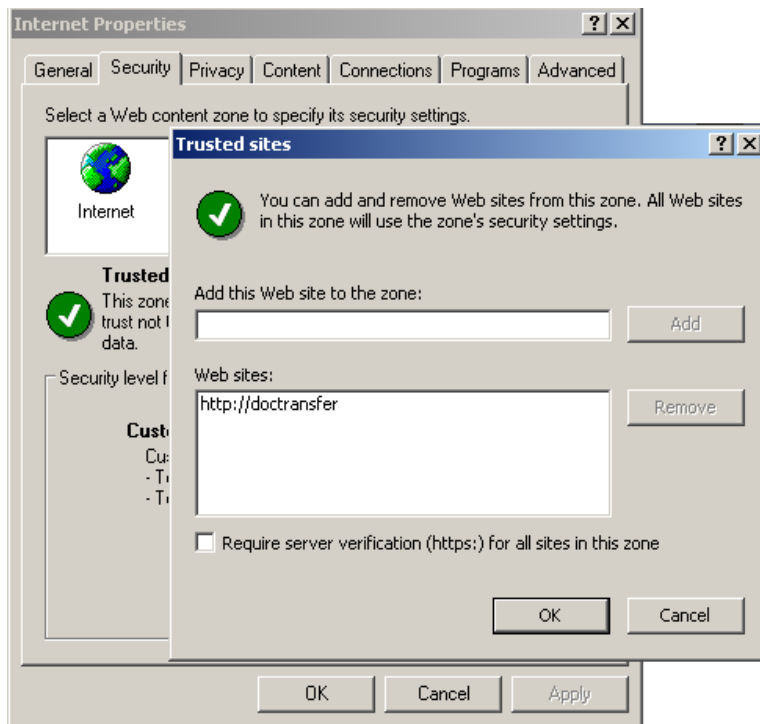 Internet Properties
General Security Privacy Content Connections Programs Advanced
Select a Web content zone to specify its security settings.
Internet
Trusted
This zone
trust not
data.
Security level
Trusted sites
You can add and remove Web sites from this zone. All Web sites
in this zone will use the zone's security settings.
Add this Web site to the zone:
Add
Web sites:
http://doctransfer
Remove
Require server verification (https:) for all sites in this zone
OK Cancel
OK Cancel Apply